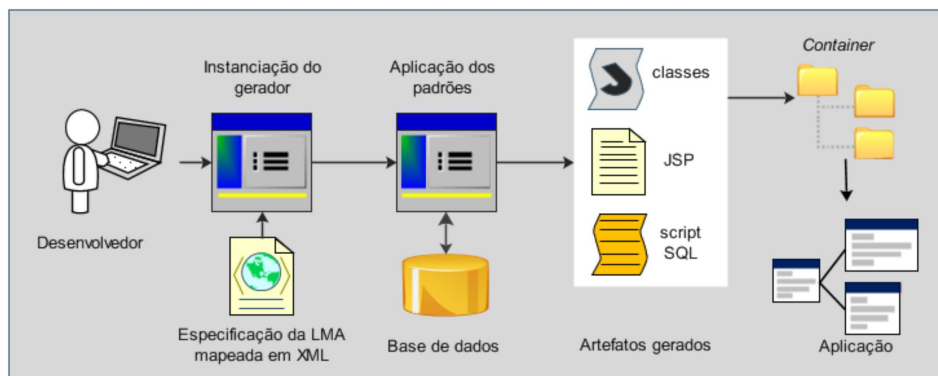 Desenvolvedor
Instanciação do
gerador
Especificação da LMA
mapeada em XML
Aplicação dos
padrões
Base de dados
classes
JSP
script
SQL
Artefatos gerados
Container
Aplicação